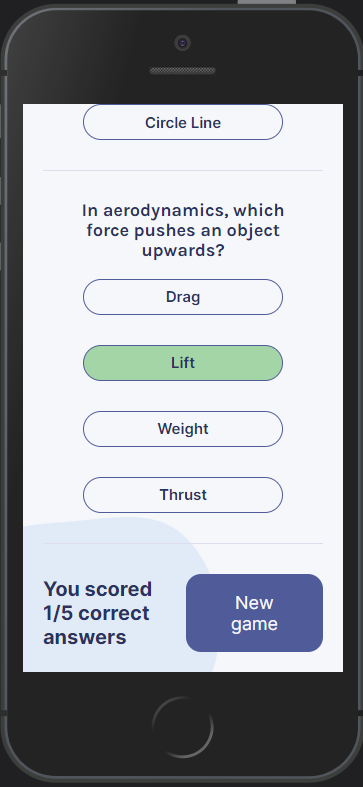 Circle Line
In aerodynamics, which
force pushes an object
upwards?
Drag
Lift
Weight
Thrust
You scored
1/5 correct
answers
New
game